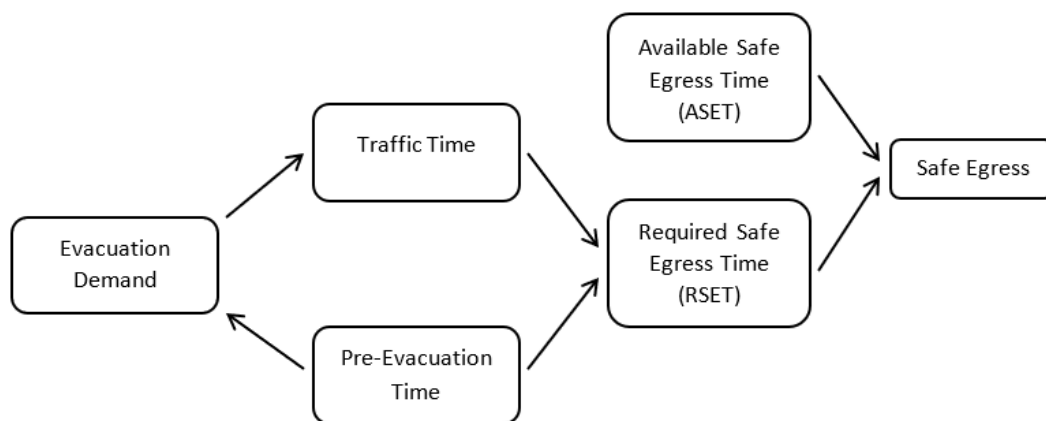 Available Safe
Egress Time
(ASET)
Traffic Time
Safe Egress
Evacuation
Demand
Required Safe
Egress Time
(RSET)
Pre-Evacuation
Time